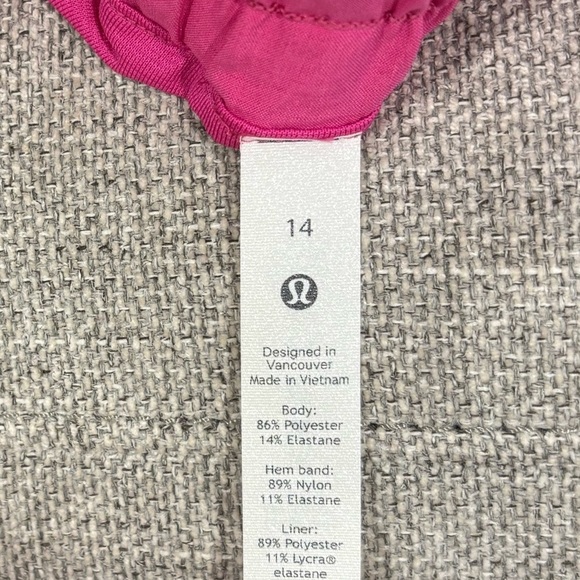 14
Designed in
Vancouver
Made in Vietnam
Body:
86% Polyester
14% Elastane
Hem band:
89% Nylon
11% Elastane
Liner:
89% Polyester
11% Lycra®
elastane